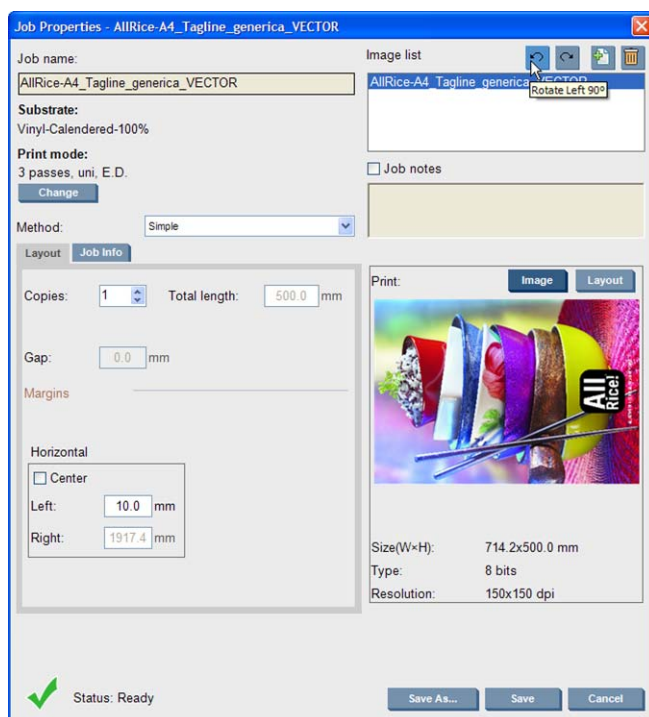 Job Properties - AllRice-A4_Tagline_generica_VECTOR
Job name:
AllRice-A4_Tagline_generica_VECTOR
Substrate:
Vinyl-Calendered-100%
Print mode:
3 passes, uni, E.D.
Change
Method:
Simple
Image list
AllRice-A4_Tagline_generica_VECTOR
Rotate Left 90º
Job notes
Layout
Job Info
Copies:
1
Total length:
500.0 mm
Gap:
0.0 mm
Margins
Horizontal
Center
Left:
10.0 mm
Right:
1917.4 mm
Print:
Image
Layout
All
Rice!
Size(W×H):
714.2x500.0 mm
Type:
8 bits
Resolution:
150x150 dpi
Status: Ready
Save As...
Save
Cancel